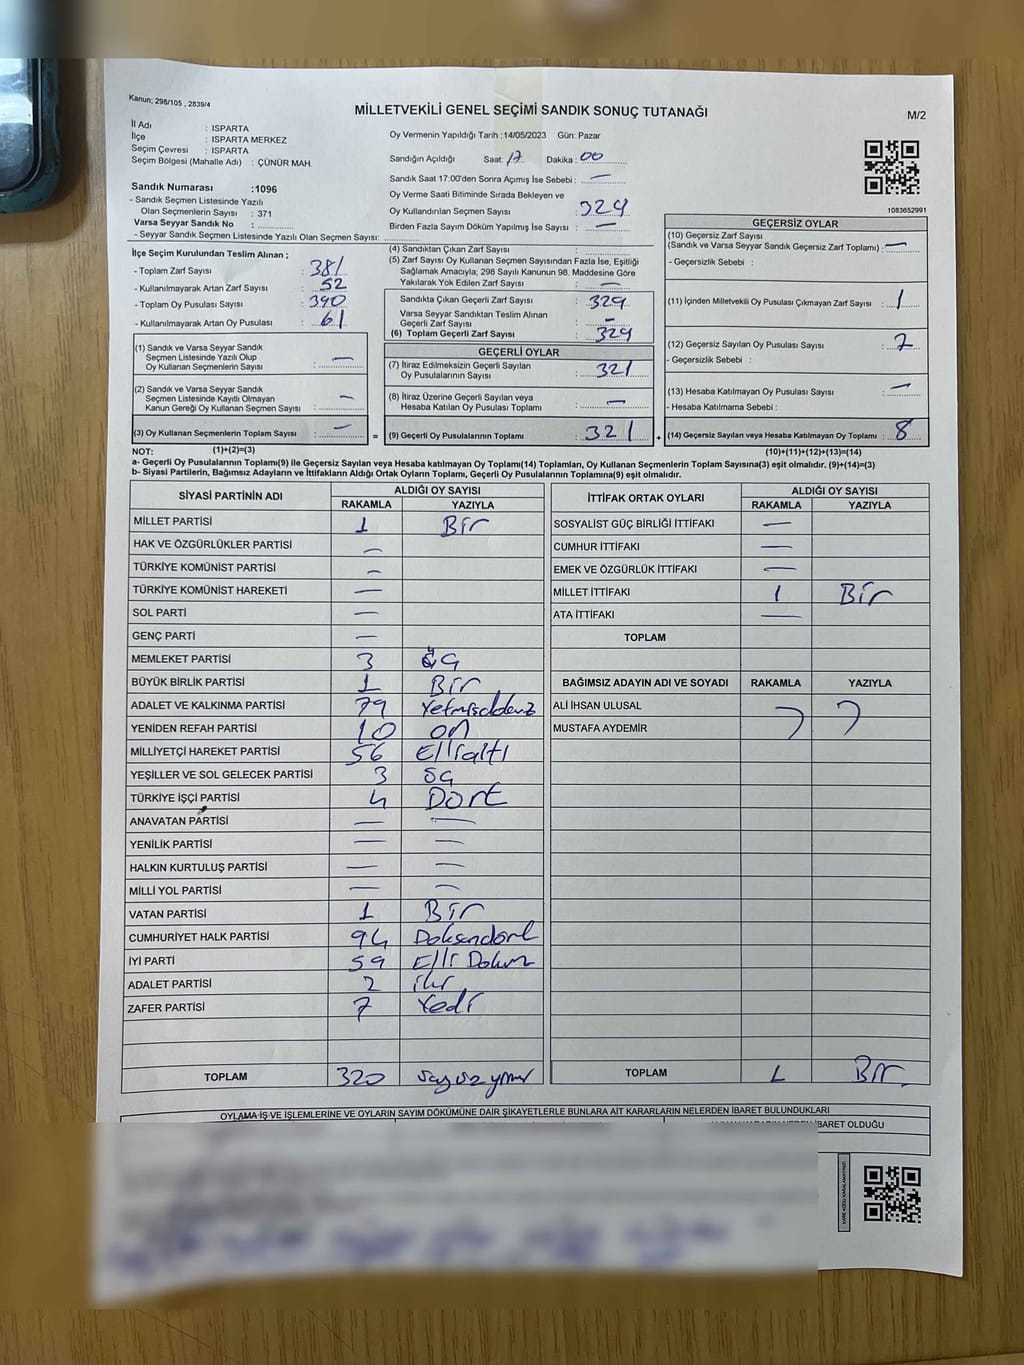 Kanun; 298/105 , 2839/4
MİLLETVEKİLİ GENEL SEÇİMİ SANDIK SONUÇ TUTANAĞI
M/2
İl Adı : ISPARTA
İlçe : ISPARTA MERKEZ
Seçim Çevresi : ISPARTA
Seçim Bölgesi (Mahalle Adı) : ÇÜNÜR MAH.
Sandık Numarası :1096
- Sandık Seçmen Listesinde Yazılı
Olan Seçmenlerin Sayısı : 371
Varsa Seyyar Sandık No :
- Seyyar Sandık Seçmen Listesinde Yazılı Olan Seçmen Sayısı:
Oy Vermenin Yapıldığı Tarih :14/05/2023 Gün: Pazar
Sandığın Açıldığı Saat: 17 Dakika : 00
Sandık Saat 17:00'den Sonra Açımış İse Sebebi : —
Oy Verme Saati Bitiminde Sırada Bekleyen ve
Oy Kullandırılan Seçmen Sayısı : 329
Birden Fazla Sayım Döküm Yapılmış İse Sayısı : —
1083652991
İlçe Seçim Kurulundan Teslim Alınan ;
- Toplam Zarf Sayısı : 381
- Kullanılmayarak Artan Zarf Sayısı : 52
- Toplam Oy Pusulası Sayısı : 390
- Kullanılmayarak Artan Oy Pusulası : 61
(1) Sandık ve Varsa Seyyar Sandık
Seçmen Listesinde Yazılı Olup
Oy Kullanan Seçmenlerin Sayısı : —
(2) Sandık ve Varsa Seyyar Sandık
Seçmen Listesinde Kayıtlı Olmayan
Kanun Gereği Oy Kullanan Seçmen Sayısı : —
(3) Oy Kullanan Seçmenlerin Toplam Sayısı : —
(1)+(2)=(3)
(4) Sandıktan Çıkan Zarf Sayısı :
(5) Zarf Sayısı Oy Kullanan Seçmen Sayısından Fazla İse, Eşitliği
Sağlamak Amacıyla; 298 Sayılı Kanunun 98. Maddesine Göre
Yakılarak Yok Edilen Zarf Sayısı : —
Sandıkta Çıkan Geçerli Zarf Sayısı : 329
Varsa Seyyar Sandıktan Teslim Alınan
Geçerli Zarf Sayısı : —
(6) Toplam Geçerli Zarf Sayısı : 329
GEÇERLİ OYLAR
(7) İtiraz Edilmeksizin Geçerli Sayılan
Oy Pusulalarının Sayısı : 321
(8) İtiraz Üzerine Geçerli Sayılan veya
Hesaba Katılan Oy Pusulası Toplamı : —
= (9) Geçerli Oy Pusulalarının Toplamı : 321 +
GEÇERSİZ OYLAR
(10) Geçersiz Zarf Sayısı
(Sandık ve Varsa Seyyar Sandık Geçersiz Zarf Toplamı) : —
- Geçersizlik Sebebi :
(11) İçinden Milletvekili Oy Pusulası Çıkmayan Zarf Sayısı : 1
(12) Geçersiz Sayılan Oy Pusulası Sayısı : 7
- Geçersizlik Sebebi :
(13) Hesaba Katılmayan Oy Pusulası Sayısı : —
- Hesaba Katılmama Sebebi :
(14) Geçersiz Sayılan veya Hesaba Katılmayan Oy Toplamı : 8
(10)+(11)+(12)+(13)=(14)
NOT:
a- Geçerli Oy Pusulalarının Toplamı(9) ile Geçersiz Sayılan veya Hesaba katılmayan Oy Toplamı(14) Toplamları, Oy Kullanan Seçmenlerin Toplam Sayısına(3) eşit olmalıdır. (9)+(14)=(3)
b- Siyasi Partilerin, Bağımsız Adayların ve İttifakların Aldığı Oyların Toplamı, Geçerli Oy Pusulalarının Toplamına(9) eşit olmalıdır.
SİYASİ PARTİNİN ADI ALDIĞI OY SAYISI
RAKAMLA YAZIYLA
MİLLET PARTİSİ 1 Bir
HAK VE ÖZGÜRLÜKLER PARTİSİ —
TÜRKİYE KOMÜNİST PARTİSİ —
TÜRKİYE KOMÜNİST HAREKETİ —
SOL PARTİ —
GENÇ PARTİ —
MEMLEKET PARTİSİ 3 üç
BÜYÜK BİRLİK PARTİSİ 1 Bir
ADALET VE KALKINMA PARTİSİ 79
YENİDEN REFAH PARTİSİ 10 on
MİLLİYETÇİ HAREKET PARTİSİ 56 Ellialtı
YEŞİLLER VE SOL GELECEK PARTİSİ 3 üç
TÜRKİYE İŞÇİ PARTİSİ 4 Dört
ANAVATAN PARTİSİ — —
YENİLİK PARTİSİ — —
HALKIN KURTULUŞ PARTİSİ — —
MİLLİ YOL PARTİSİ — —
VATAN PARTİSİ 1 Bir
CUMHURİYET HALK PARTİSİ 94 Doksandört
İYİ PARTİ 59 Elli Dokuz
ADALET PARTİSİ 2 iki
ZAFER PARTİSİ 7 Yedi
TOPLAM 320 üçyüzyirmi
İTTİFAK ORTAK OYLARI ALDIĞI OY SAYISI
RAKAMLA YAZIYLA
SOSYALİST GÜÇ BİRLİĞİ İTTİFAKI —
CUMHUR İTTİFAKI —
EMEK VE ÖZGÜRLÜK İTTİFAKI —
MİLLET İTTİFAKI 1 Bir
ATA İTTİFAKI —
TOPLAM
BAĞIMSIZ ADAYIN ADI VE SOYADI RAKAMLA YAZIYLA
ALİ İHSAN ULUSAL
MUSTAFA AYDEMİR
TOPLAM 1 Bir
OYLAMA İŞ VE İŞLEMLERİNE VE OYLARIN SAYIM DÖKÜMÜNE DAİR ŞİKAYETLERLE BUNLARA AİT KARARLARIN NELERDEN İBARET BULUNDUKLARI
İBARET OLDUĞU